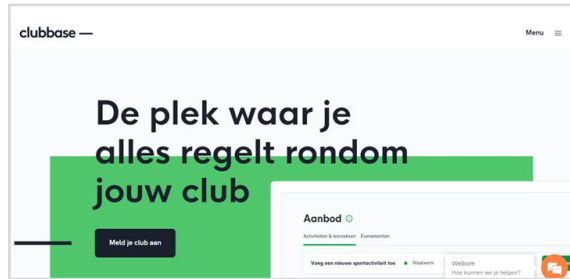 clubbase —
Menu
De plek waar je
alles regelt rondom
jouw club
Meld je club aan
Aanbod
Activiteiten & leerreeksen Evenementen
Voeg een nieuwe sportactiviteit toe
Maatwerk
Welkom
Hoe kunnen we je helpen?